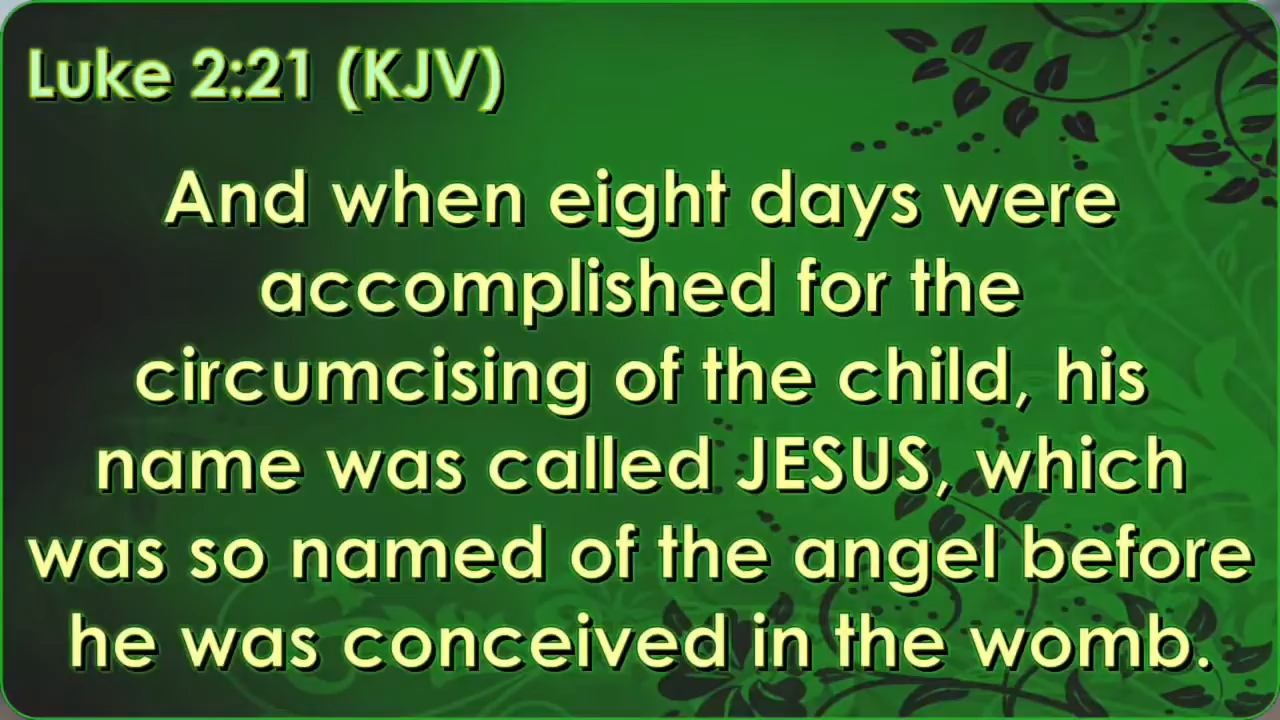 Luke 2:21 (KJV)
And when eight days were
accomplished for the
circumcising of the child, his
name was called JESUS, which
was so named of the angel before
he was conceived in the womb.